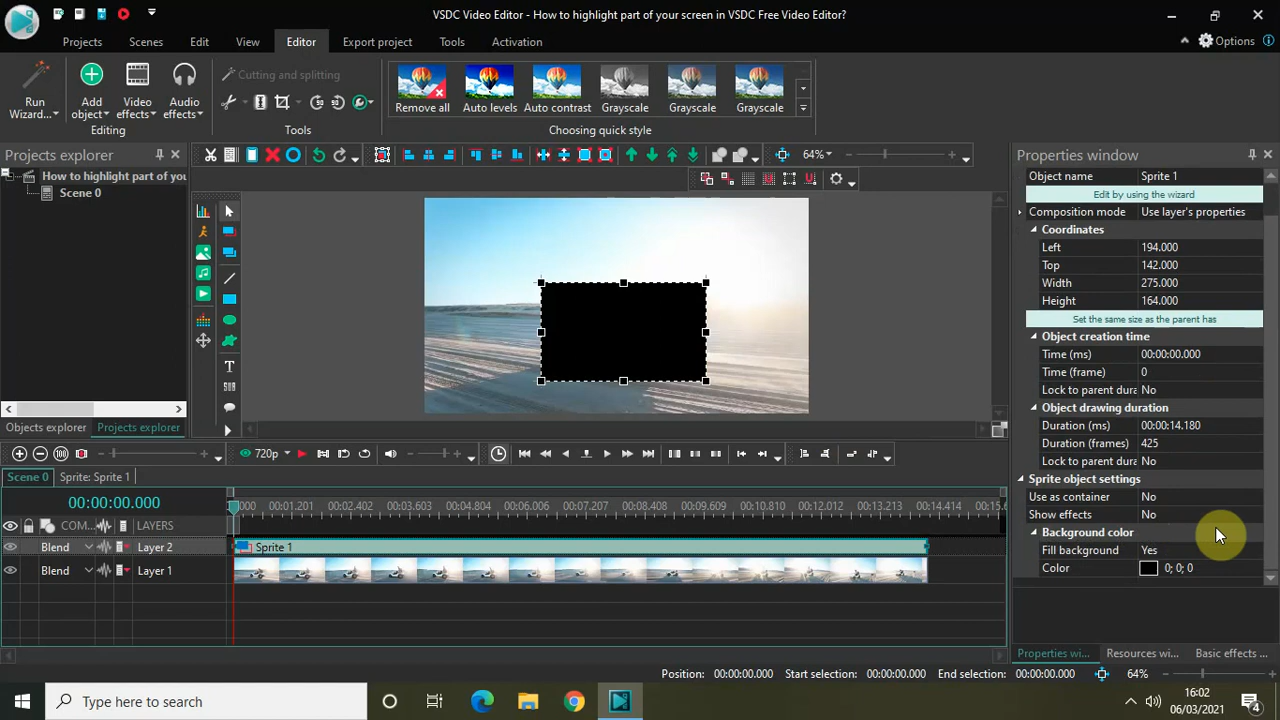 VSDC Video Editor - How to highlight part of your screen in VSDC Free Video Editor?
Projects Scenes Edit View Editor Export project Tools Activation Options
Run Wizard...
Add object
Video effects
Audio effects
Editing
Cutting and splitting
Tools
Remove all Auto levels Auto contrast Grayscale Grayscale Grayscale
Choosing quick style
Projects explorer
How to highlight part of you
Scene 0
Objects explorer Projects explorer
64%
Properties window
Object name Sprite 1
Edit by using the wizard
Composition mode Use layer's properties
Coordinates
Left 194.000
Top 142.000
Width 275.000
Height 164.000
Set the same size as the parent has
Object creation time
Time (ms) 00:00:00.000
Time (frame) 0
Lock to parent dura No
Object drawing duration
Duration (ms) 00:00:14.180
Duration (frames) 425
Lock to parent dura No
Sprite object settings
Use as container No
Show effects No
Background color
Fill background Yes
Color 0; 0; 0
Properties wi... Resources wi... Basic effects ...
720p
Scene 0 Sprite: Sprite 1
00:00:00.000
000 00:01.201 00:02.402 00:03.603 00:04.804 00:06.005 00:07.206 00:08.408 00:09.609 00:10.810 00:12.012 00:13.213 00:14.414 00:15.6
COM... LAYERS
Blend Layer 2
Sprite 1
Blend Layer 1
Position: 00:00:00.000 Start selection: 00:00:00.000 End selection: 00:00:00.000 64%
Type here to search
16:02
06/03/2021
4